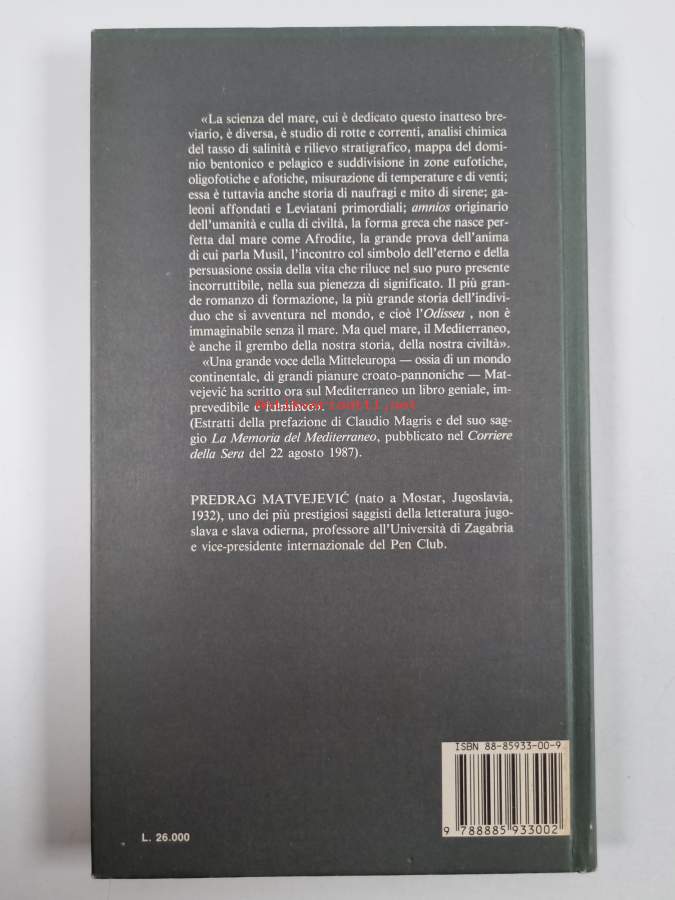 «La scienza del mare, cui è dedicato questo inatteso bre-
viario, è diversa, è studio di rotte e correnti, analisi chimica
del tasso di salinità e rilievo stratigrafico, mappa del domi-
nio bentonico e pelagico e suddivisione in zone eufotiche,
oligofotiche e afotiche, misurazione di temperature e di venti;
essa è tuttavia anche storia di naufragi e mito di sirene; ga-
leoni affondati e Leviatani primordiali; amnios originario
dell'umanità e culla di civiltà, la forma greca che nasce per-
fetta dal mare come Afrodite, la grande prova dell'anima
di cui parla Musil, l'incontro col simbolo dell'eterno e della
persuasione ossia della vita che riluce nel suo puro presente
incorruttibile, nella sua pienezza di significato. Il più gran-
de romanzo di formazione, la più grande storia dell'indivi-
duo che si avventura nel mondo, e cioè l'Odissea , non è
immaginabile senza il mare. Ma quel mare, il Mediterraneo,
è anche il grembo della nostra storia, della nostra civiltà».
«Una grande voce della Mitteleuropa — ossia di un mondo
continentale, di grandi pianure croato-pannoniche — Mat-
vejević ha scritto ora sul Mediterraneo un libro geniale, im-
prevedibile e fulmineo».
(Estratti della prefazione di Claudio Magris e del suo sag-
gio La Memoria del Mediterraneo, pubblicato nel Corriere
della Sera del 22 agosto 1987).
PREDRAG MATVEJEVIĆ (nato a Mostar, Jugoslavia,
1932), uno dei più prestigiosi saggisti della letteratura jugo-
slava e slava odierna, professore all'Università di Zagabria
e vice-presidente internazionale del Pen Club.
ISBN 88-85933-00-9
9 788885 933002
L. 26.000